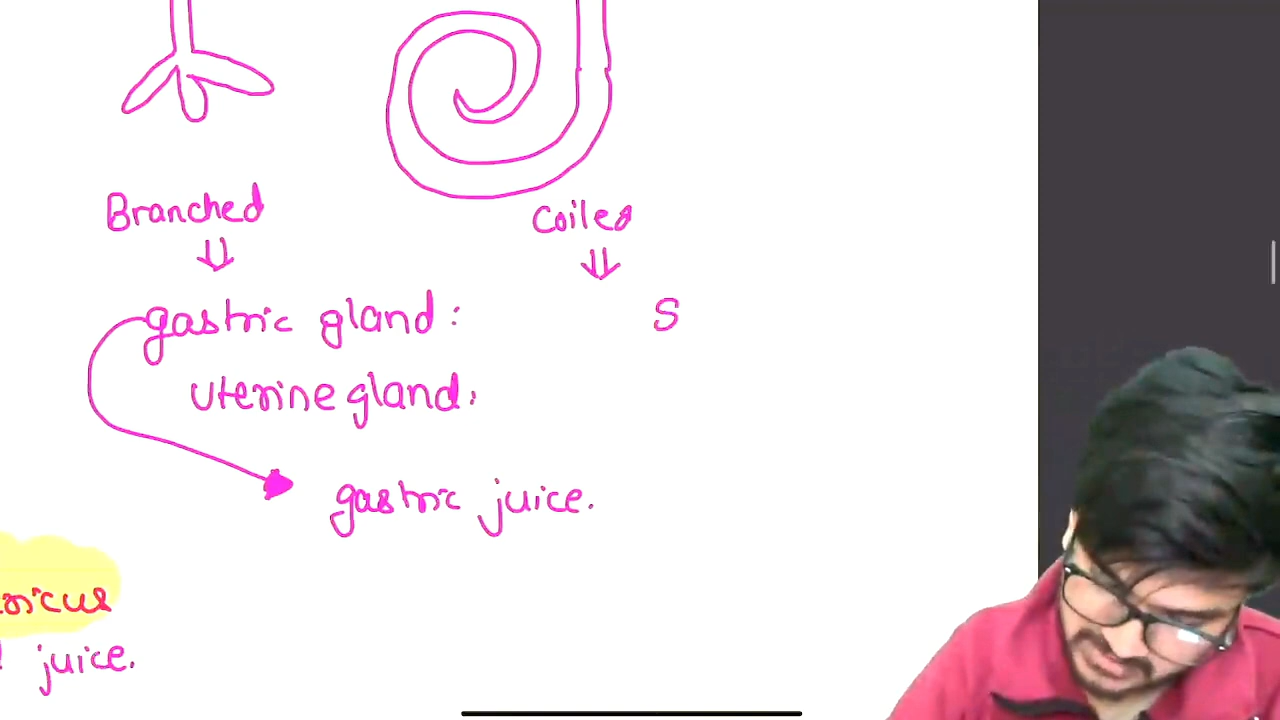 Branched
Coiled
gastric gland:
S
uterine gland.
gastric juice.
juice.